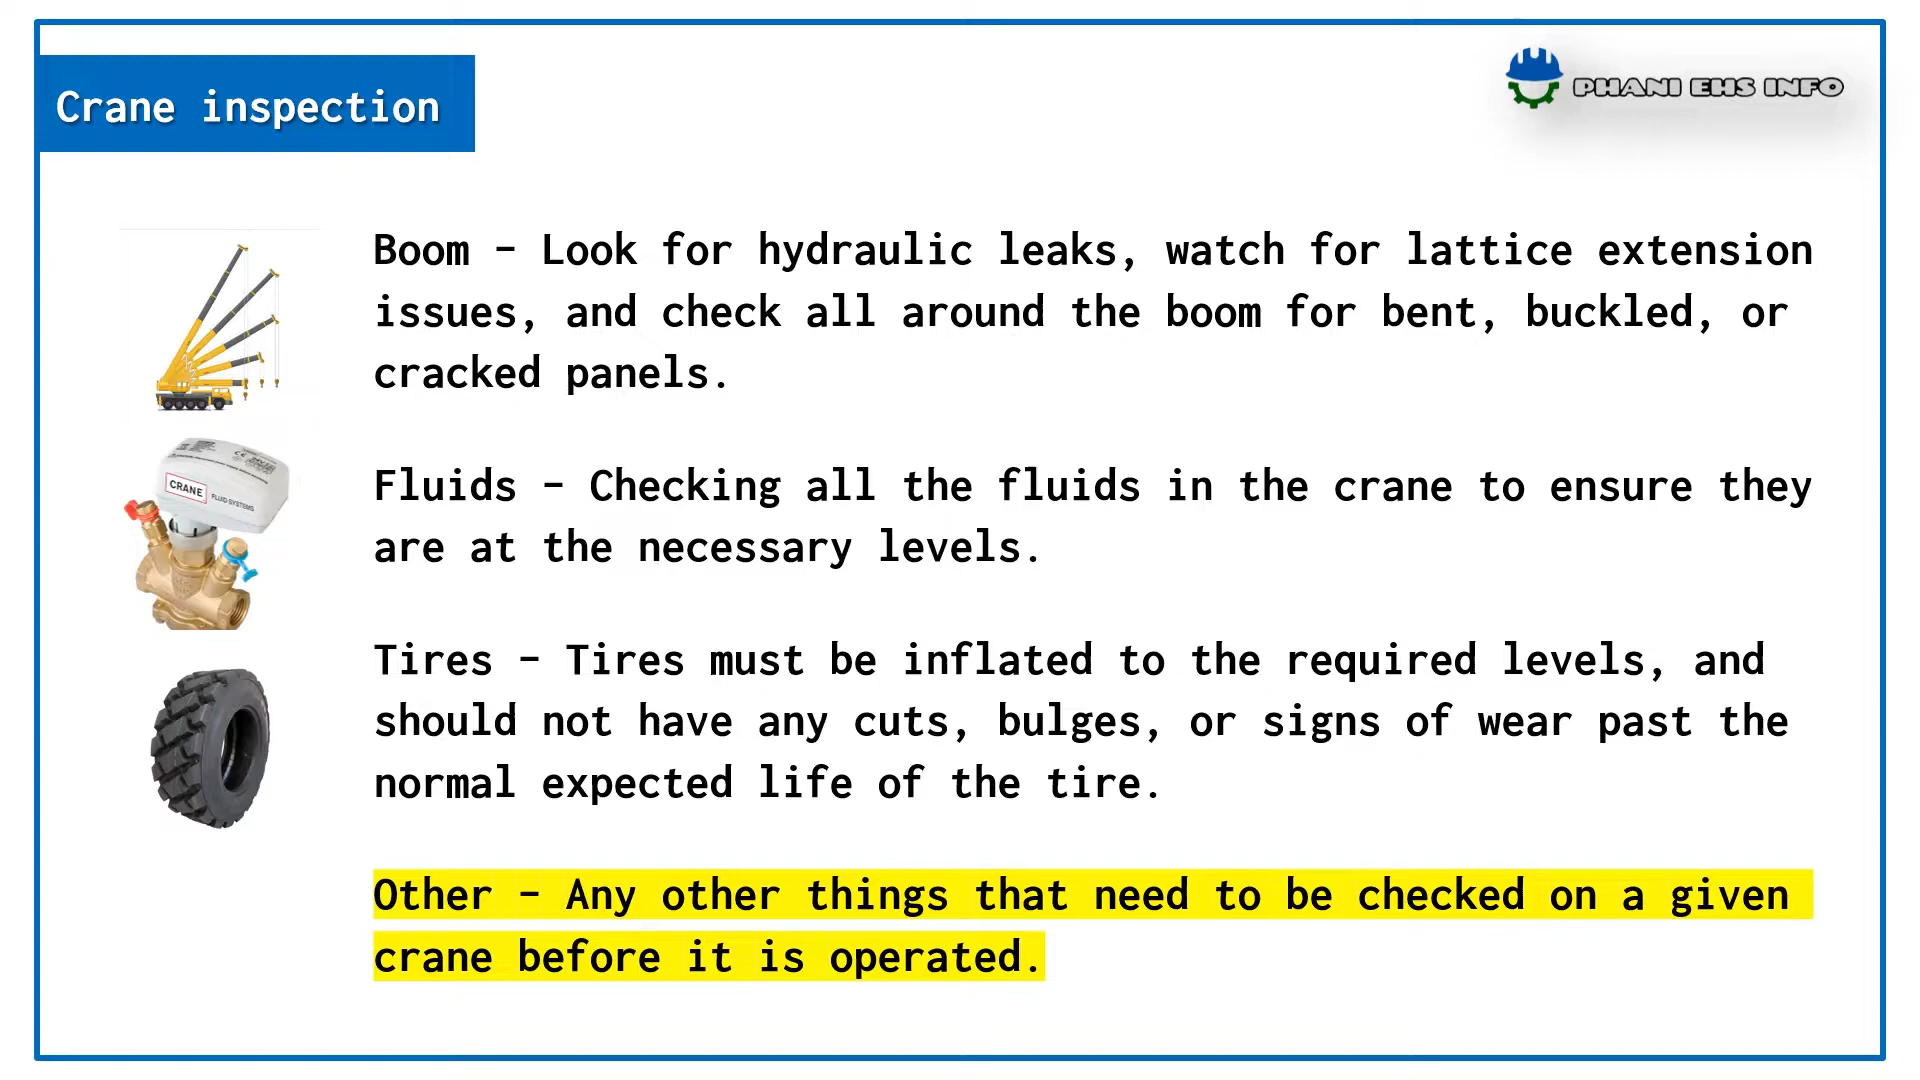 Crane inspection
PHANI EHS INFO
Boom – Look for hydraulic leaks, watch for lattice extension
issues, and check all around the boom for bent, buckled, or
cracked panels.
CRANE
FLUID SYSTEMS
Fluids – Checking all the fluids in the crane to ensure they
are at the necessary levels.
Tires – Tires must be inflated to the required levels, and
should not have any cuts, bulges, or signs of wear past the
normal expected life of the tire.
Other – Any other things that need to be checked on a given
crane before it is operated.